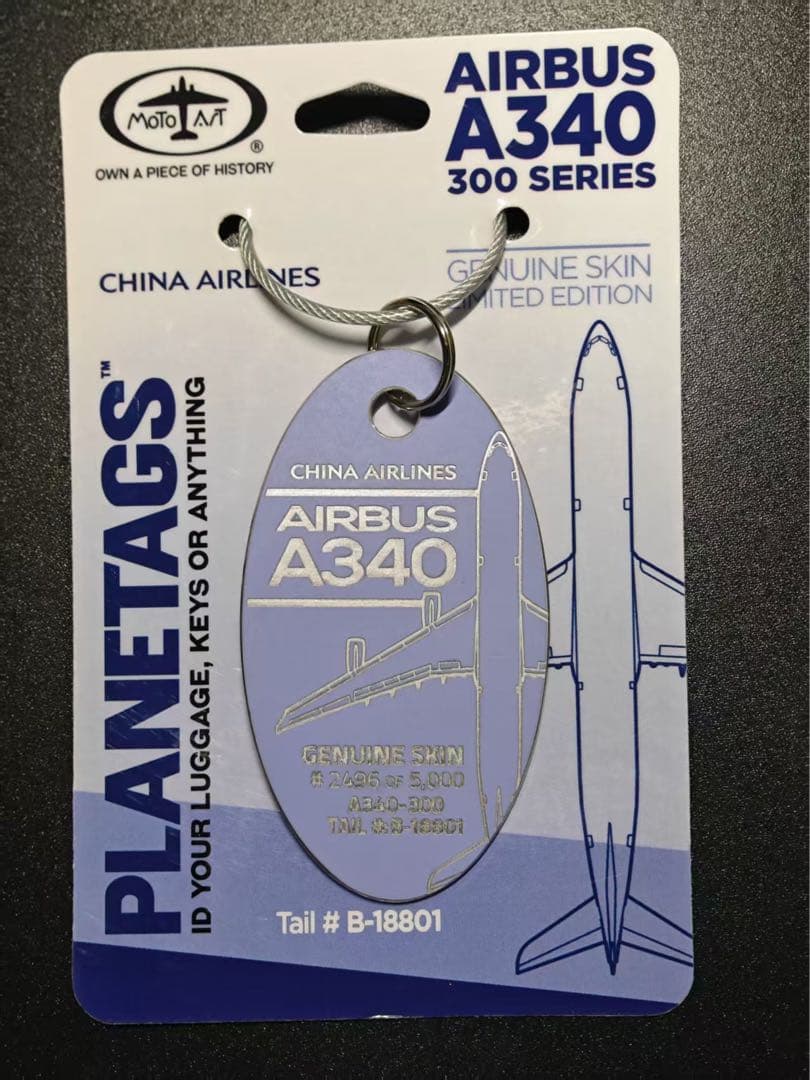 MOTO ART
®
OWN A PIECE OF HISTORY
AIRBUS
A340
300 SERIES
CHINA AIRLINES
GENUINE SKIN
LIMITED EDITION
PLANETAGS™
ID YOUR LUGGAGE, KEYS OR ANYTHING
CHINA AIRLINES
AIRBUS
A340
GENUINE SKIN
# 2496 OF 5,000
A340-300
TAIL #:B-18801
Tail # B-18801